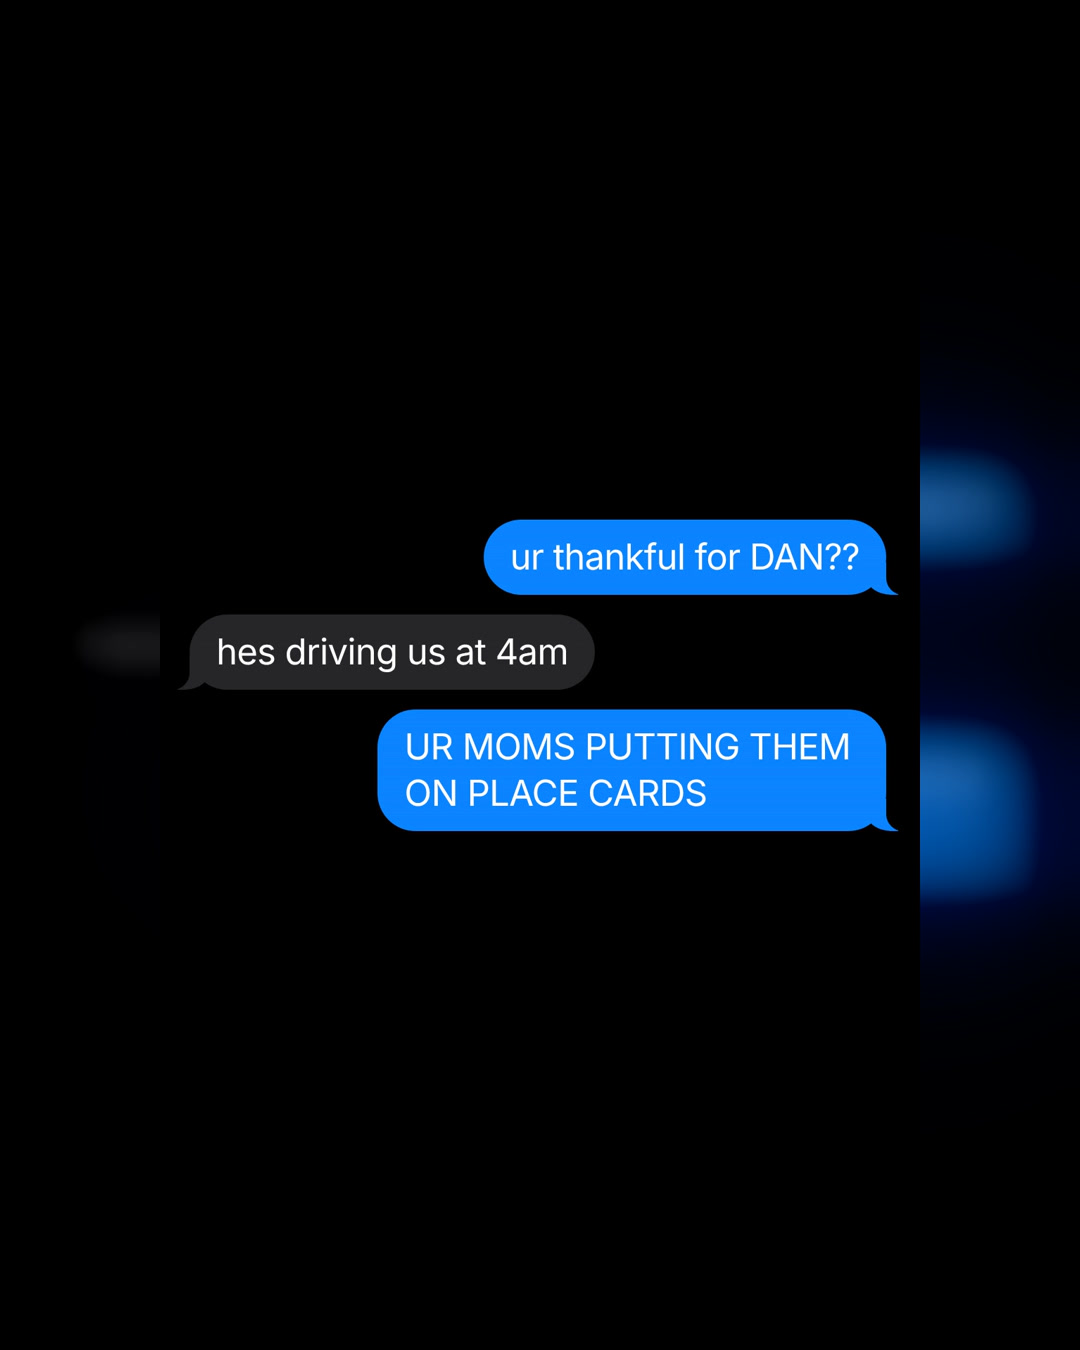 ur thankful for DAN??
hes driving us at 4am
UR MOMS PUTTING THEM
ON PLACE CARDS